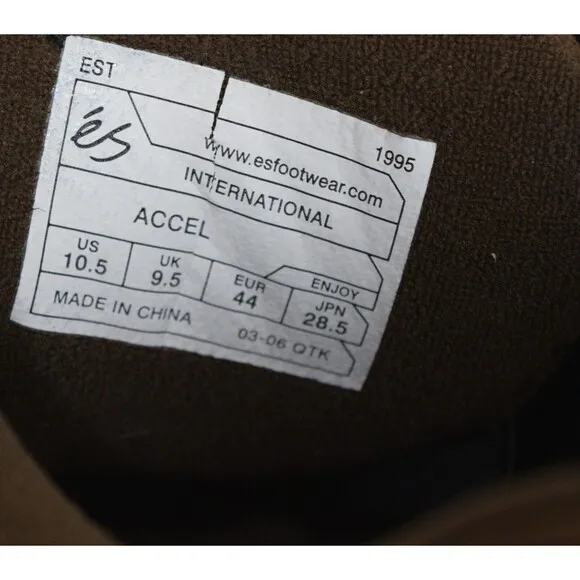 EST 1995
éS
www.esfootwear.com
INTERNATIONAL
ACCEL
ENJOY
US UK EUR JPN
10.5 9.5 44 28.5
MADE IN CHINA 03-06 QTK